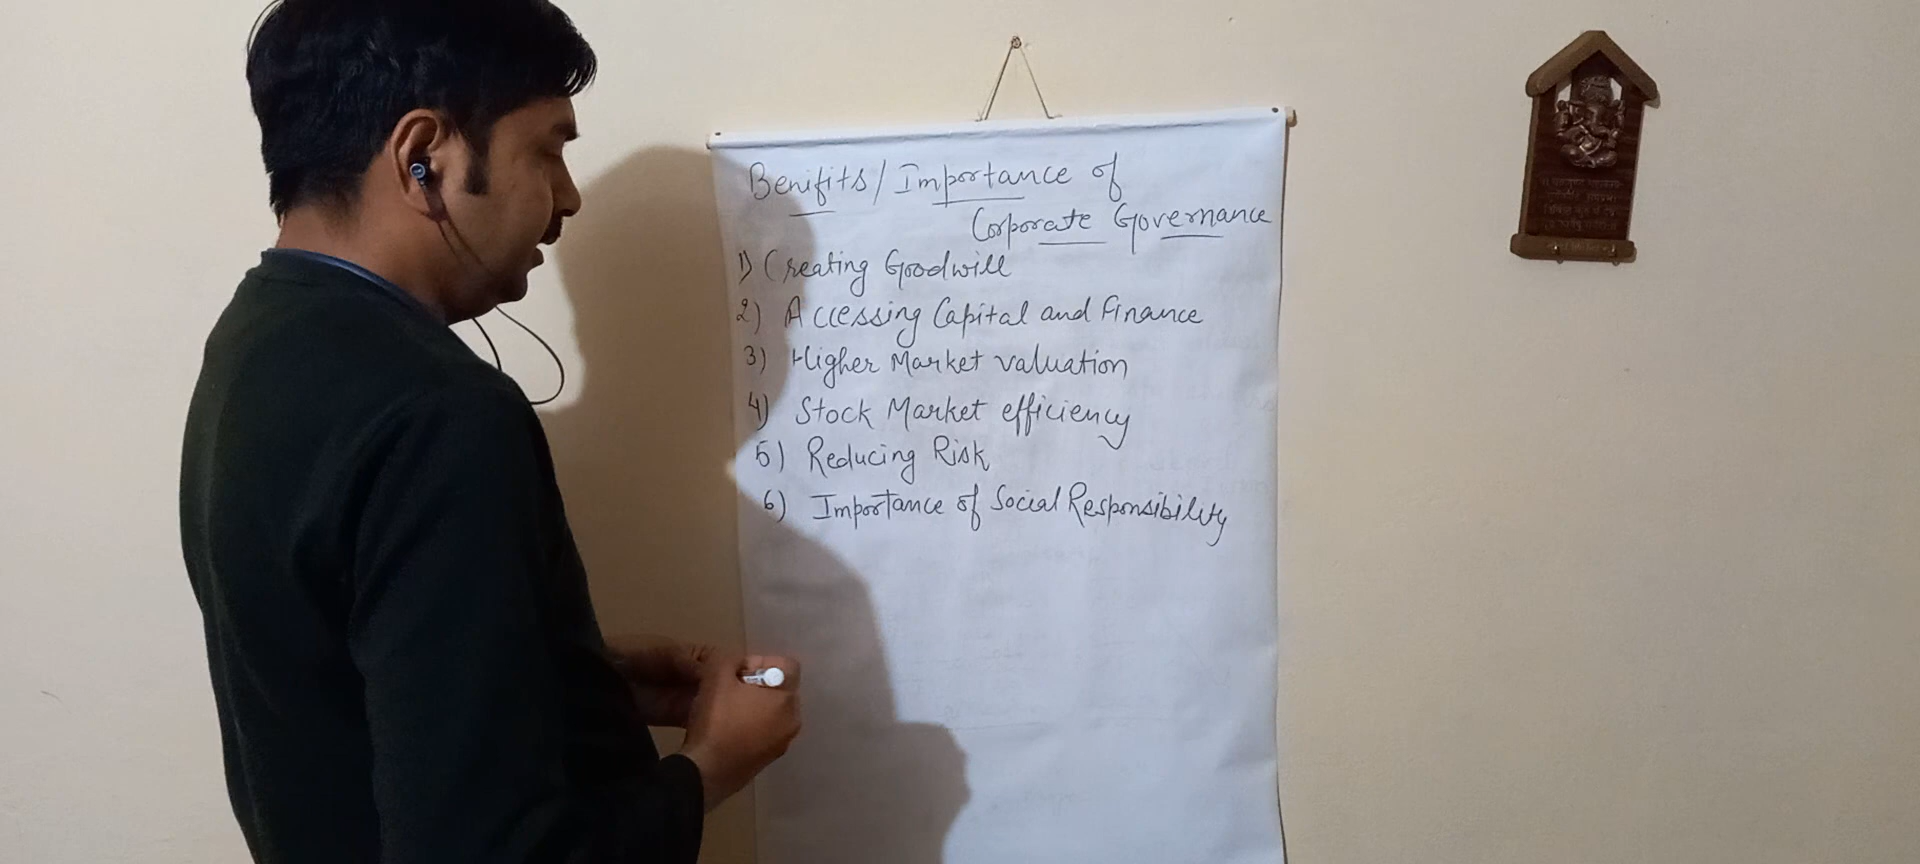 Benifits/Importance of
Corporate Governance
1) Creating Goodwill
2) Accessing Capital and Finance
3) Higher Market valuation
4) Stock Market efficiency
5) Reducing Risk
6) Importance of Social Responsibility